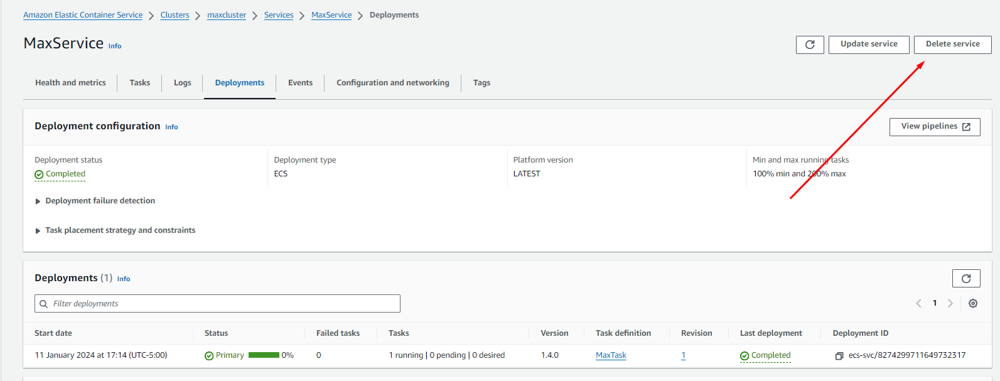 Amazon Elastic Container Service > Clusters > maxcluster > Services > MaxService > Deployments
MaxService Info
Update service Delete service
Health and metrics Tasks Logs Deployments Events Configuration and networking Tags
Deployment configuration Info View pipelines
Deployment status Deployment type Platform version Min and max running tasks
Completed ECS LATEST 100% min and 200% max
Deployment failure detection
Task placement strategy and constraints
Deployments (1) Info
Filter deployments 1
Start date Status Failed tasks Tasks Version Task definition Revision Last deployment Deployment ID
11 January 2024 at 17:14 (UTC-5:00) Primary 0% 0 1 running | 0 pending | 0 desired 1.4.0 MaxTask 1 Completed ecs-svc/8274299711649732317